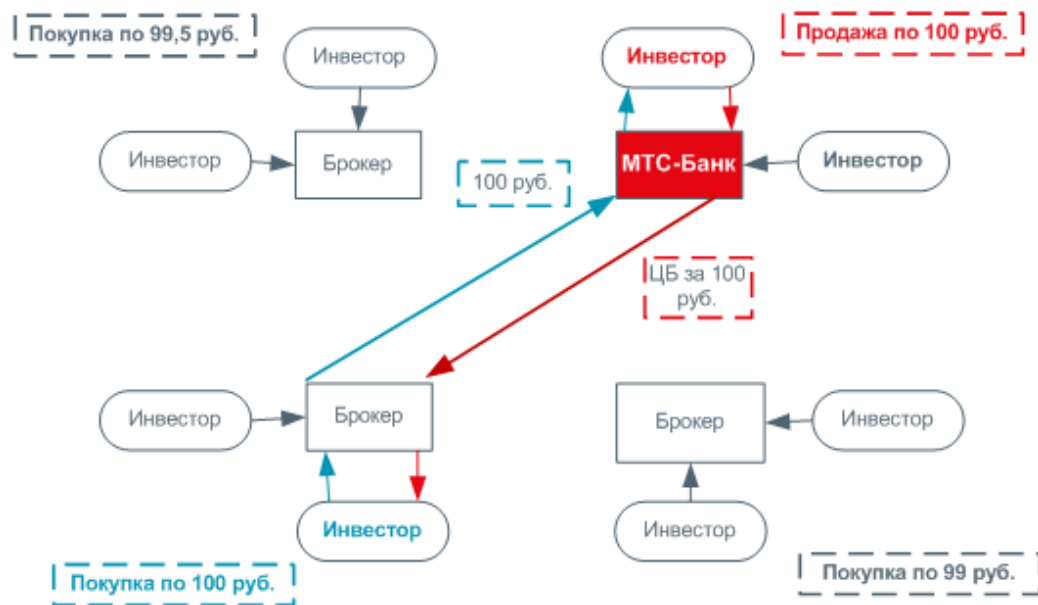 Покупка по 99,5 руб.
Инвестор
Инвестор
Продажа по 100 руб.
Инвестор
Брокер
100 руб.
МТС-Банк
Инвестор
ЦБ за 100
руб.
Инвестор
Брокер
Брокер
Инвестор
Инвестор
Инвестор
Покупка по 100 руб.
Покупка по 99 руб.